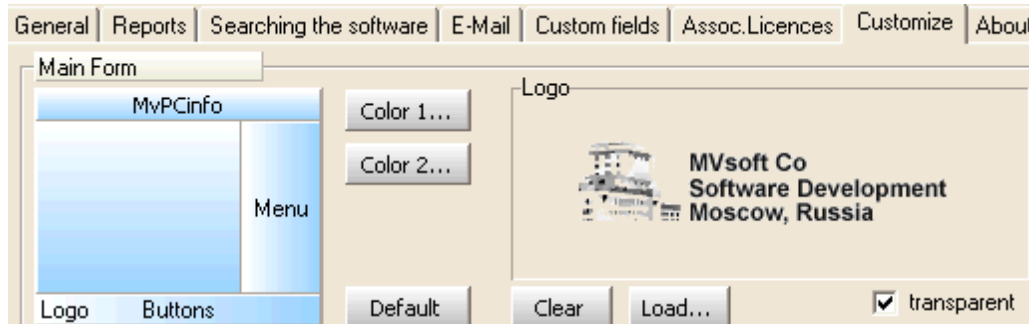 General Reports Searching the software E-Mail Custom fields Assoc.Licences Customize About
Main Form
MvPCinfo
Menu
Logo Buttons
Color 1...
Color 2...
Default
Logo
MVsoft Co
Software Development
Moscow, Russia
Clear Load... transparent